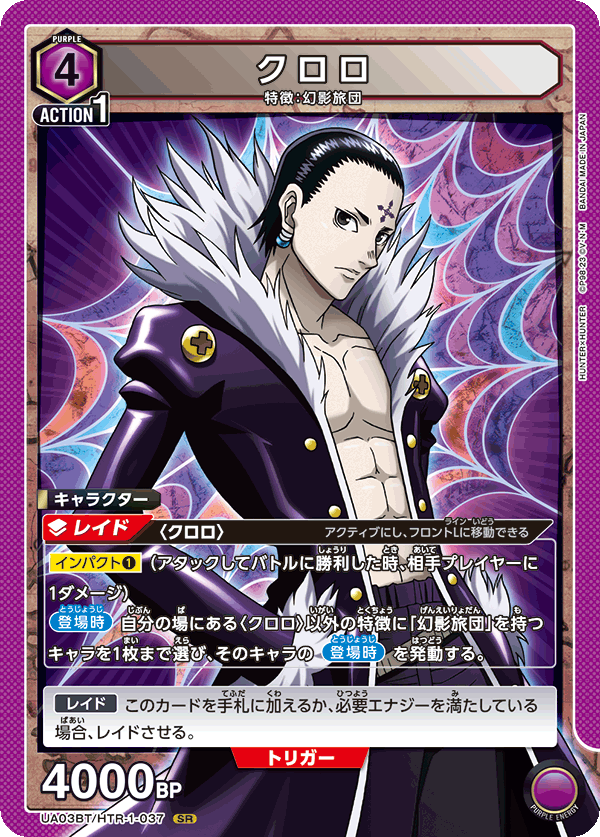 PURPLE
4
ACTION 1
クロロ
特徴:幻影旅団
HUNTER×HUNTER ©P98-23 ©V・N・M BANDAI MADE IN JAPAN
キャラクター
レイド 〈クロロ〉 アクティブにし、フロントLに移動できる
インパクト❶ (アタックしてバトルに勝利した時、相手プレイヤーに
1ダメージ)
登場時 自分の場にある〈クロロ〉以外の特徴に「幻影旅団」を持つ
キャラを1枚まで選び、そのキャラの 登場時 を発動する。
レイド このカードを手札に加えるか、必要エナジーを満たしている
場合、レイドさせる。
トリガー
4000BP
UA03BT/HTR-1-037 SR
PURPLE ENERGY